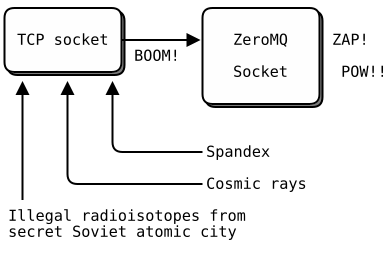 TCP socket
BOOM!
ZeroMQ
Socket
ZAP!
POW!!
Spandex
Cosmic rays
Illegal radioisotopes from
secret Soviet atomic city